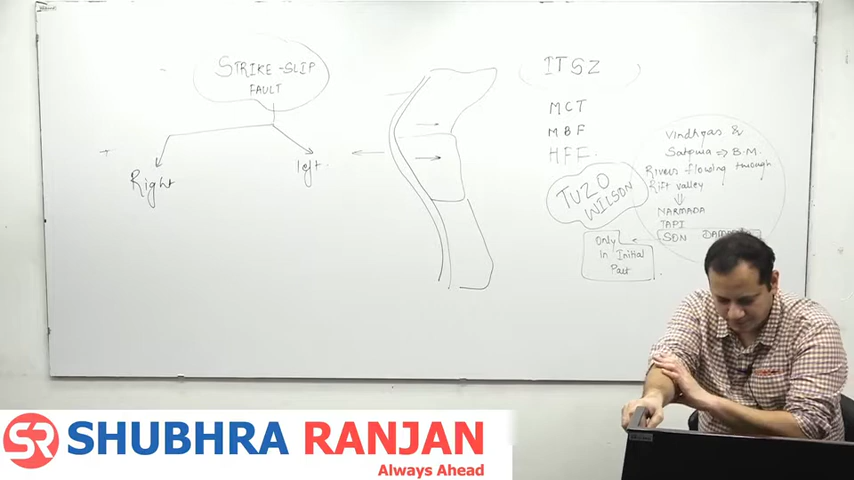 STRIKE-SLIP
FAULT
Right
left
ITSZ
MCT
MBF
HFF
TUZO
WILSON
Vindhyas &
Satpura ⇒ B.M.
Rivers flowing through
Rift valley
NARMADA
TAPI
SON
Only
In Initial
Part
SR SHUBHRA RANJAN
Always Ahead